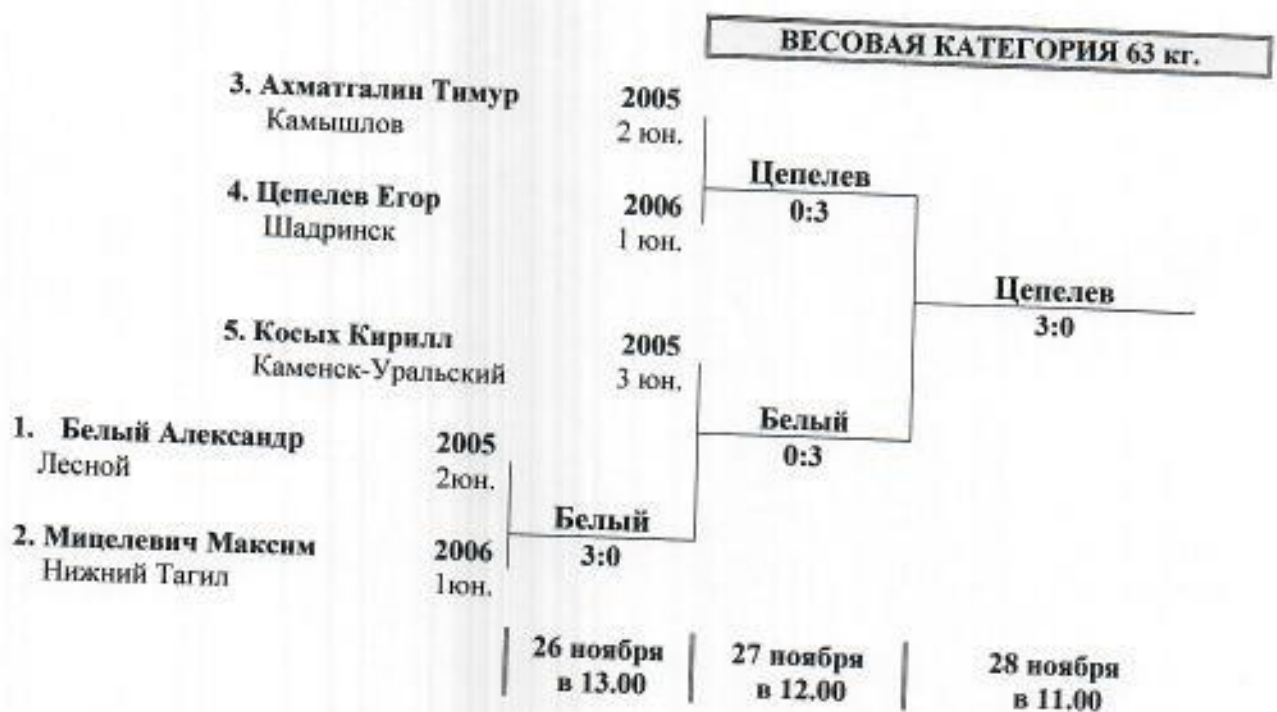 ВЕСОВАЯ КАТЕГОРИЯ 63 кг.
3. Ахматгалин Тимур 2005
Камышлов 2 юн.
Цепелев
0:3
4. Цепелев Егор 2006
Шадринск 1 юн.
Цепелев
3:0
5. Косых Кирилл 2005
Каменск-Уральский 3 юн.
Белый
0:3
1. Белый Александр 2005
Лесной 2юн.
Белый
3:0
2. Мицелевич Максим 2006
Нижний Тагил 1юн.
26 ноября
в 13.00
27 ноября
в 12.00
28 ноября
в 11.00